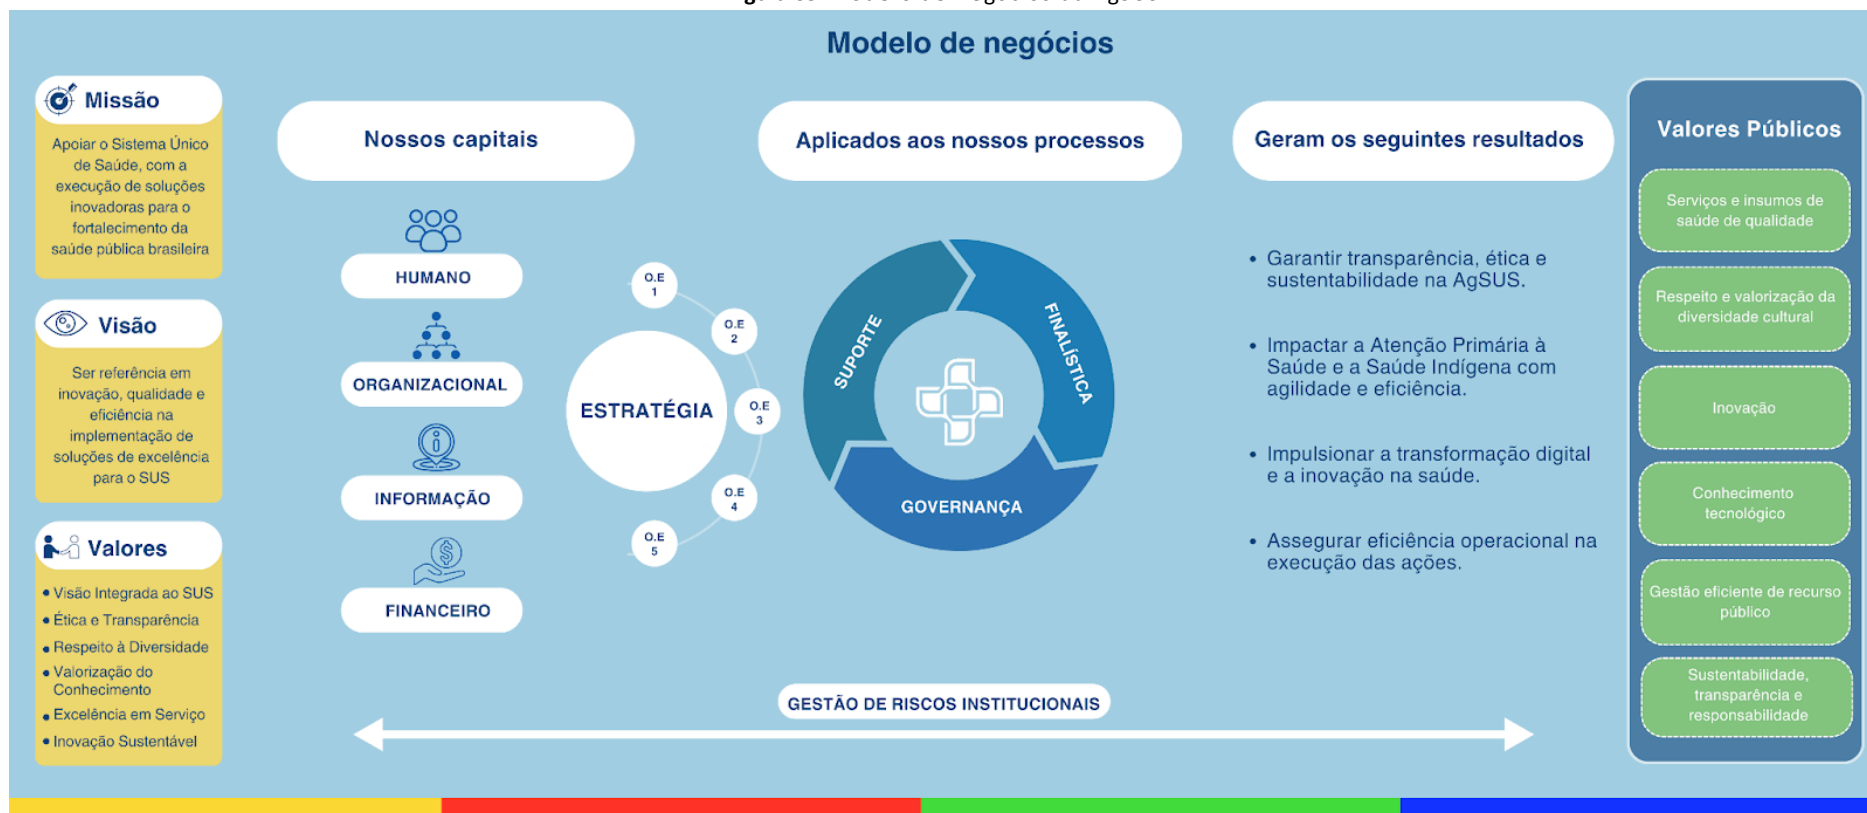 Modelo de negócios
Missão
Apoiar o Sistema Único
de Saúde, com a
execução de soluções
inovadoras para o
fortalecimento da
saúde pública brasileira
Visão
Ser referência em
inovação, qualidade e
eficiência na
implementação de
soluções de excelência
para o SUS
Valores
• Visão Integrada ao SUS
• Ética e Transparência
• Respeito à Diversidade
• Valorização do
Conhecimento
• Excelência em Serviço
• Inovação Sustentável
Nossos capitais
HUMANO
ORGANIZACIONAL
INFORMAÇÃO
FINANCEIRO
ESTRATÉGIA
O.E
1
O.E
2
O.E
3
O.E
4
O.E
5
Aplicados aos nossos processos
SUPORTE
FINALÍSTICA
GOVERNANÇA
Geram os seguintes resultados
• Garantir transparência, ética e
sustentabilidade na AgSUS.
• Impactar a Atenção Primária à
Saúde e a Saúde Indígena com
agilidade e eficiência.
• Impulsionar a transformação digital
e a inovação na saúde.
• Assegurar eficiência operacional na
execução das ações.
GESTÃO DE RISCOS INSTITUCIONAIS
Valores Públicos
Serviços e insumos de
saúde de qualidade
Respeito e valorização da
diversidade cultural
Inovação
Conhecimento
tecnológico
Gestão eficiente de recurso
público
Sustentabilidade,
transparência e
responsabilidade